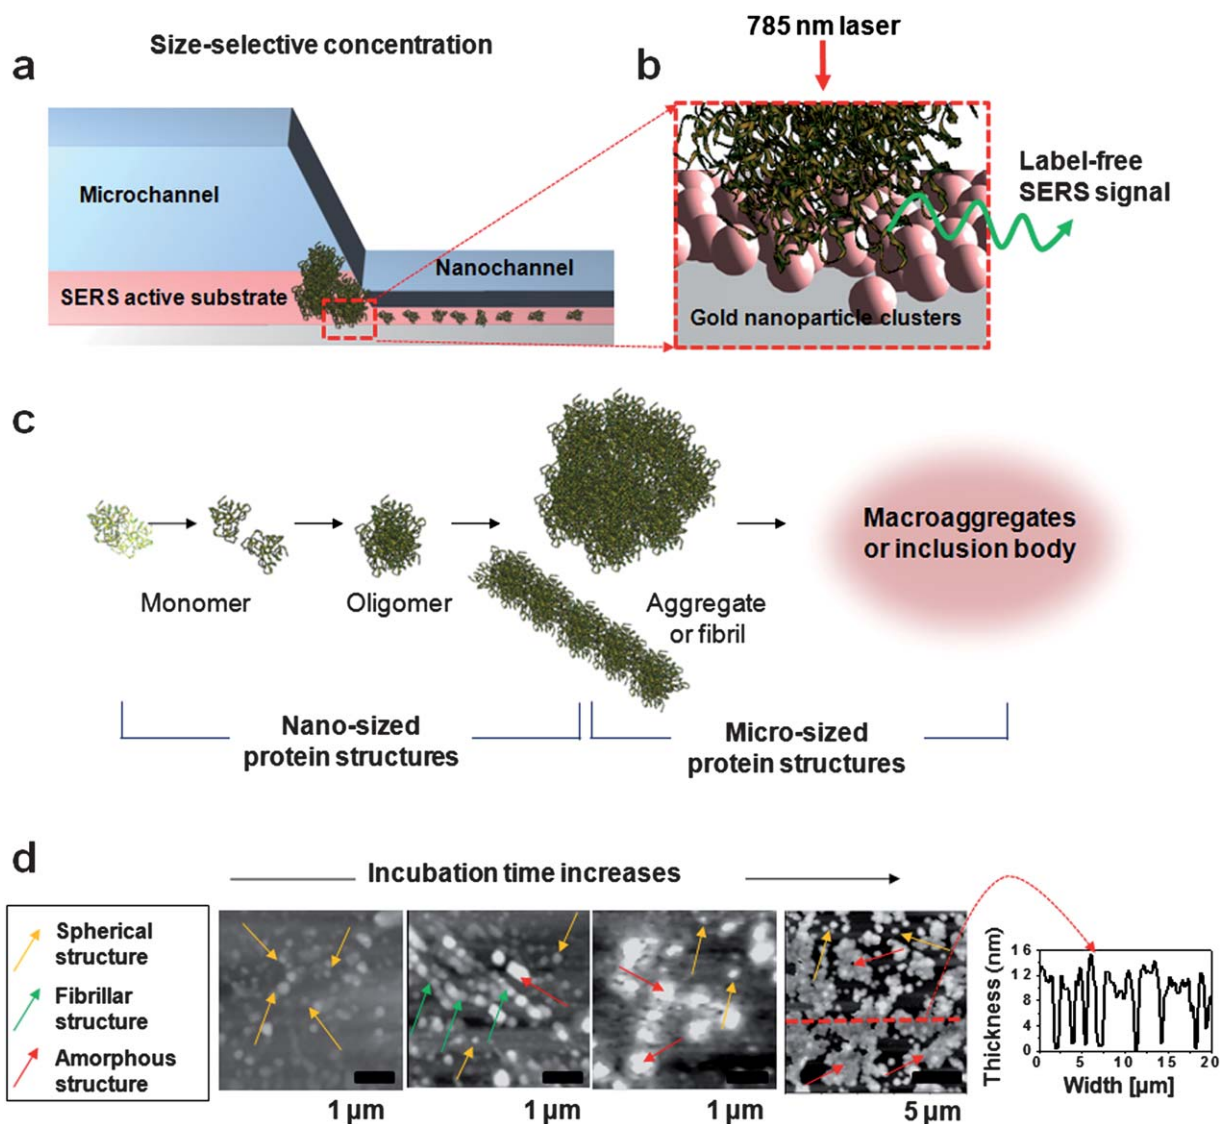 Size-selective concentration
a
Microchannel
SERS active substrate
Nanochannel
785 nm laser
b
Label-free
SERS signal
Gold nanoparticle clusters
c
Monomer
Oligomer
Aggregate
or fibril
Macroaggregates
or inclusion body
Nano-sized
protein structures
Micro-sized
protein structures
d
Incubation time increases
Spherical
structure
Fibrillar
structure
Amorphous
structure
1 µm
1 µm
1 µm
5 µm
Thickness (nm)
16
12
8
4
0
0 5 10 15 20
Width [µm]